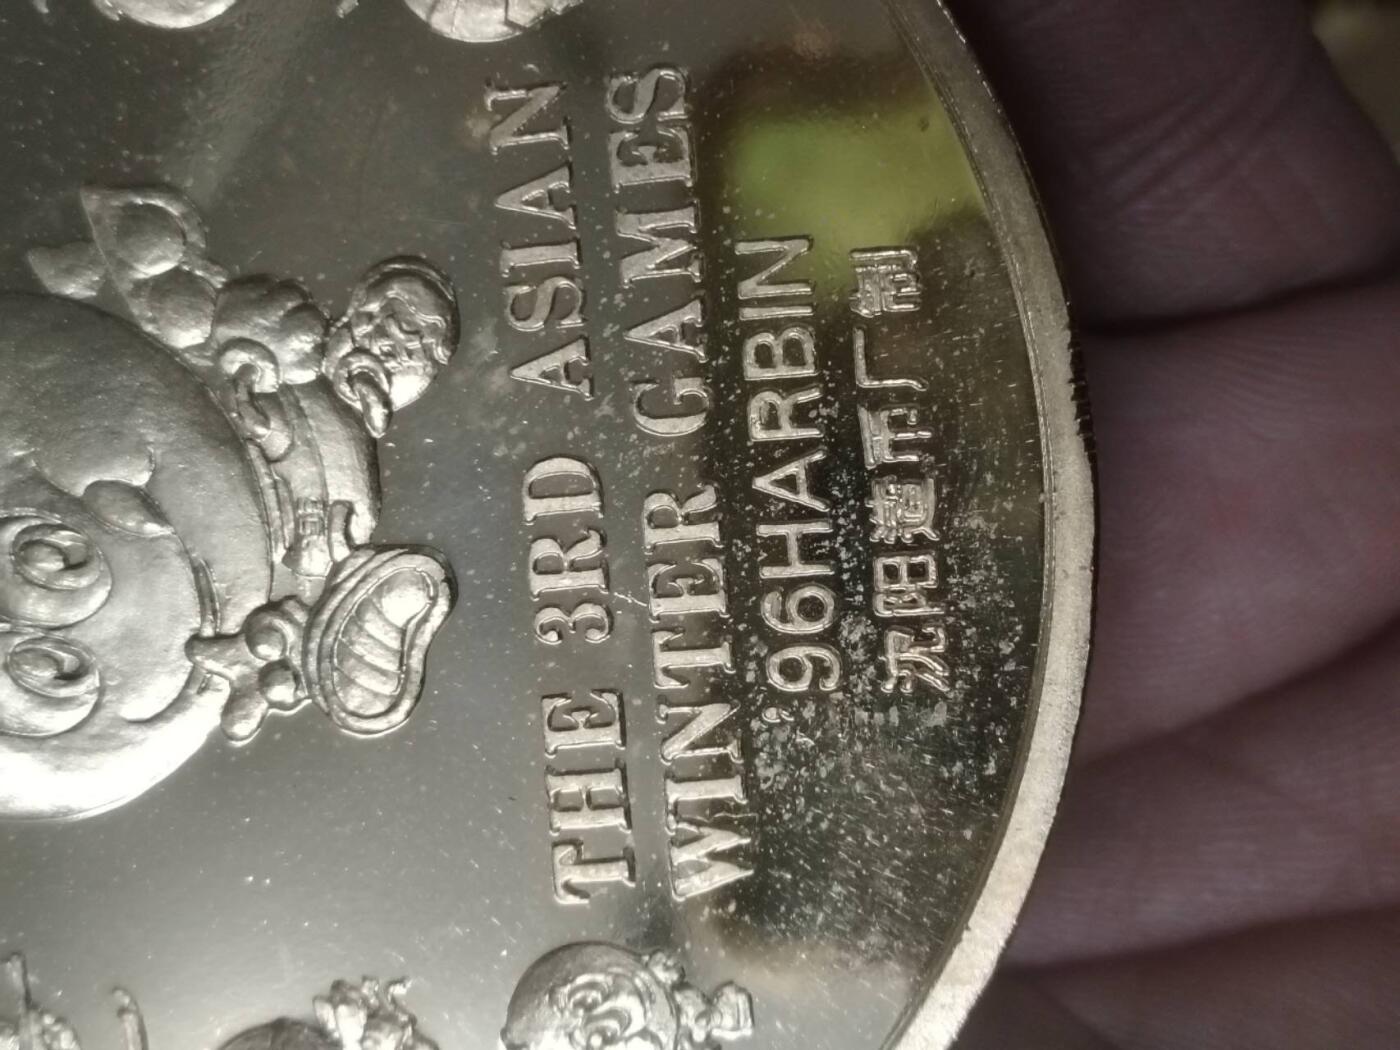 THE 3RD ASIAN
WINTER GAMES
'96HARBIN
沈阳造币厂制